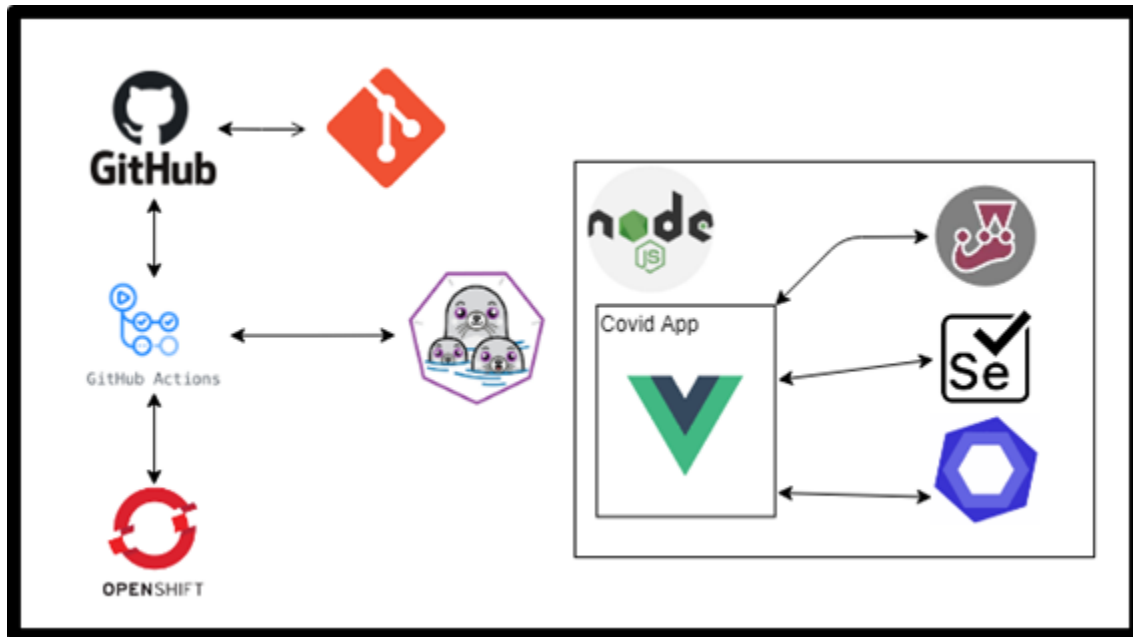 GitHub
GitHub Actions
OPENSHIFT
node
JS
Covid App
Se